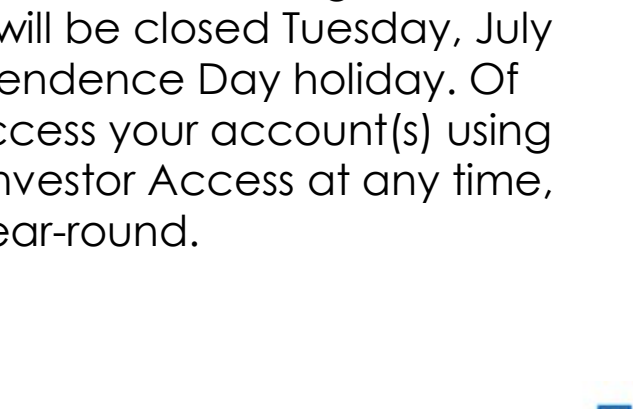 will be closed Tuesday, July
endence Day holiday. Of
ccess your account(s) using
nvestor Access at any time,
ear-round.